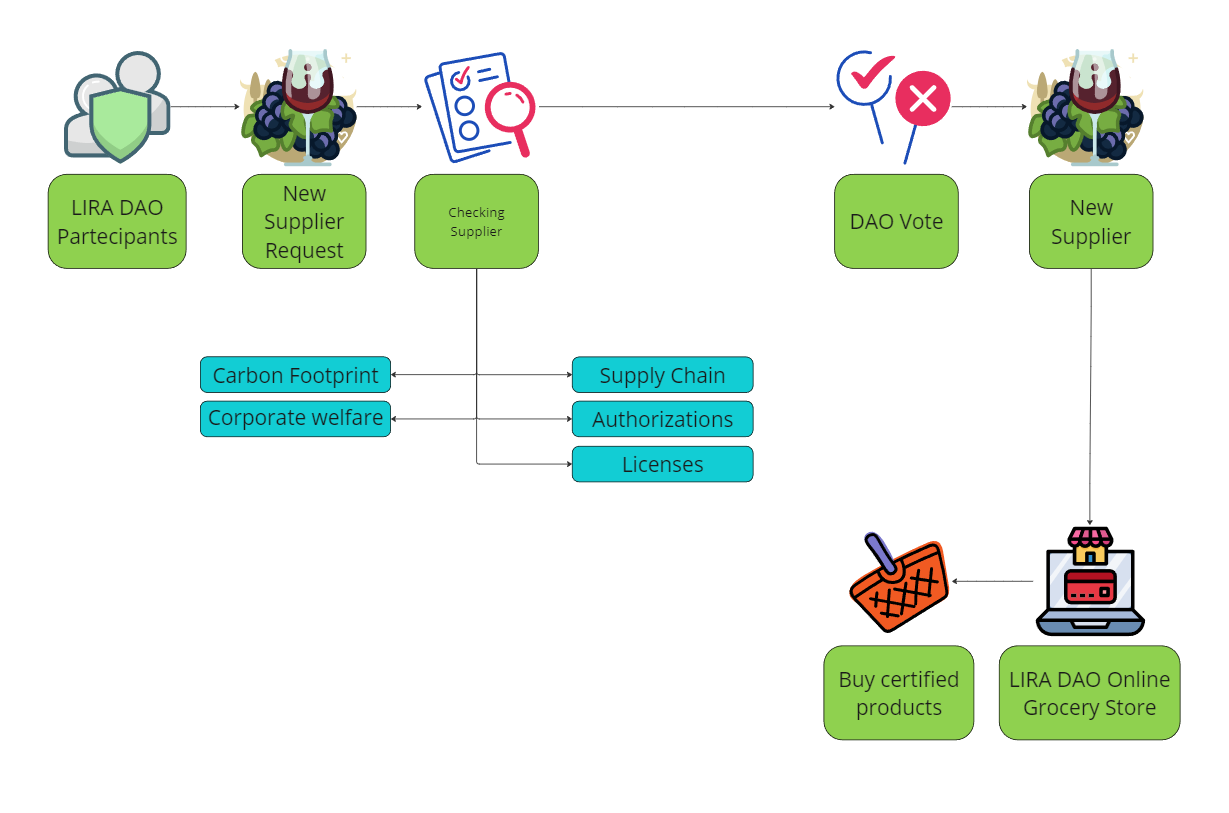 LIRA DAO
Partecipants
New
Supplier
Request
Checking
Supplier
DAO Vote
New
Supplier
Carbon Footprint
Supply Chain
Corporate welfare
Authorizations
Licenses
Buy certified
products
LIRA DAO Online
Grocery Store